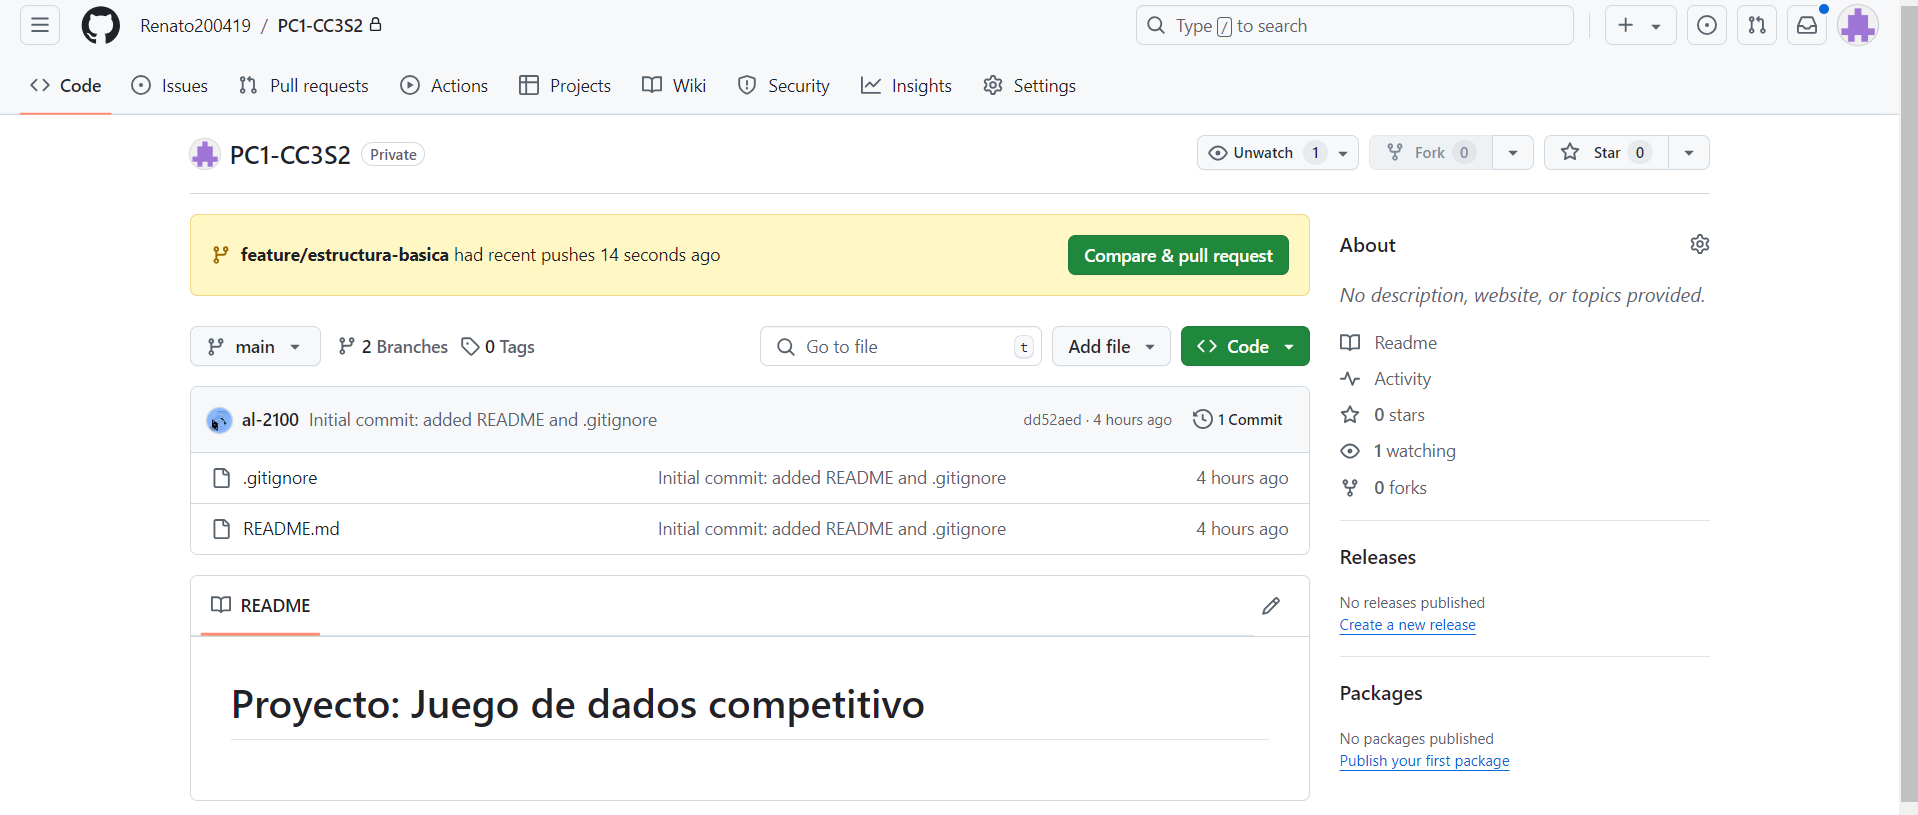 Renato200419 / PC1-CC3S2
Type / to search
Code Issues Pull requests Actions Projects Wiki Security Insights Settings
PC1-CC3S2 Private
Unwatch 1 Fork 0 Star 0
feature/estructura-basica had recent pushes 14 seconds ago
Compare & pull request
main 2 Branches 0 Tags
Go to file t
Add file
Code
al-2100 Initial commit: added README and .gitignore dd52aed · 4 hours ago 1 Commit
.gitignore Initial commit: added README and .gitignore 4 hours ago
README.md Initial commit: added README and .gitignore 4 hours ago
README
Proyecto: Juego de dados competitivo
About
No description, website, or topics provided.
Readme
Activity
0 stars
1 watching
0 forks
Releases
No releases published
Create a new release
Packages
No packages published
Publish your first package